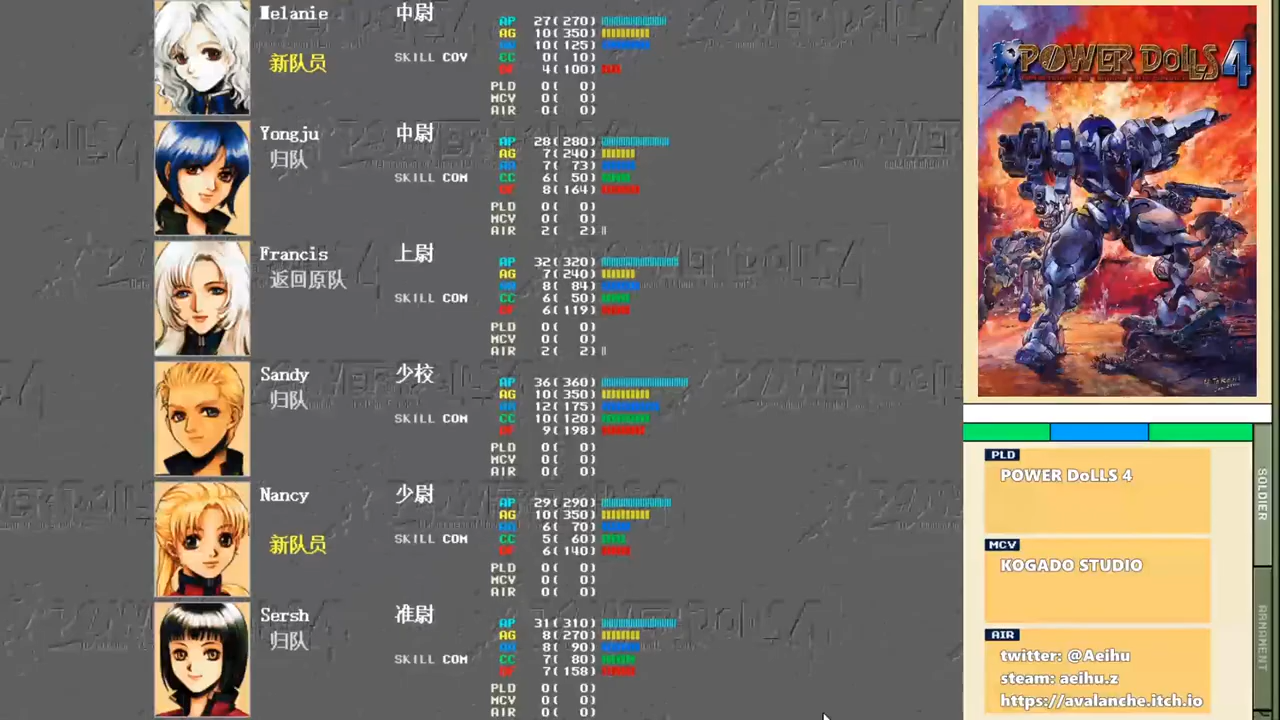 Melanie 中尉
新队员
SKILL COV
AP 27( 270)
AG 10( 350)
10( 125)
CC 0( 10)
4( 100)
PLD 0( 0)
MCV 0( 0)
AIR 0( 0)
Yongju 中尉
归队
SKILL COM
AP 28( 280)
AG 7( 240)
7( 73)
CC 6( 50)
8( 164)
PLD 0( 0)
MCV 0( 0)
AIR 2( 2)
Francis 上尉
返回原队
SKILL COM
AP 32( 320)
AG 7( 240)
8( 84)
CC 6( 50)
6( 119)
PLD 0( 0)
MCV 0( 0)
AIR 2( 2)
Sandy 少校
归队
SKILL COM
AP 36( 360)
AG 10( 350)
12( 175)
CC 10( 120)
9( 198)
PLD 0( 0)
MCV 0( 0)
AIR 0( 0)
Nancy 少尉
新队员
SKILL COM
AP 29( 290)
AG 10( 350)
6( 70)
CC 5( 60)
6( 140)
PLD 0( 0)
MCV 0( 0)
AIR 0( 0)
Sersh 准尉
归队
SKILL COM
AP 31( 310)
AG 8( 270)
8( 90)
CC 7( 80)
7( 158)
PLD 0( 0)
MCV 0( 0)
AIR 0( 0)
POWER DOLLS 4
PLD
POWER DoLLS 4
MCV
KOGADO STUDIO
AIR
twitter: @Aeihu
steam: aeihu.z
https://avalanche.itch.io
SOLDIER
ARMAMENT